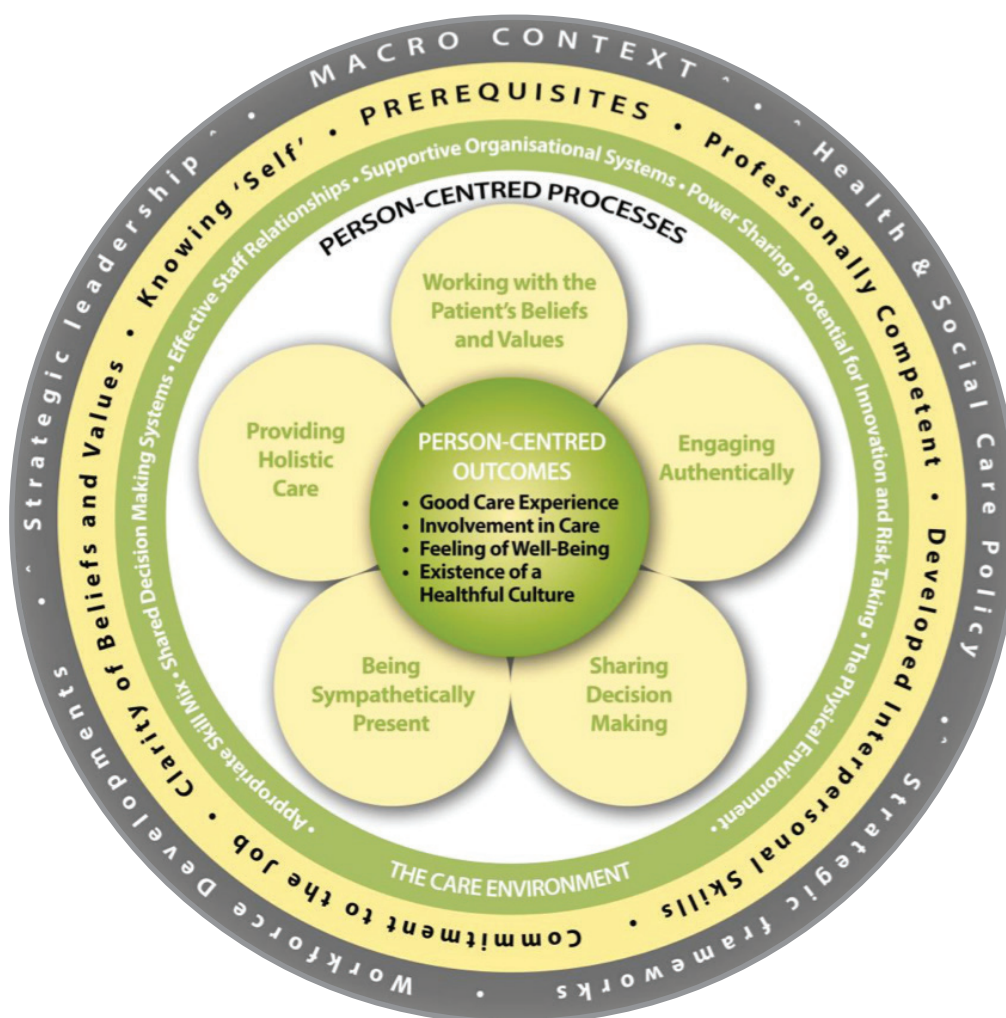 MACRO CONTEXT
Health & Social Care Policy
Strategic frameworks
Workforce Developments
Strategic leadership
PREREQUISITES
Professionally Competent
Developed Interpersonal Skills
Commitment to the Job
Clarity of Beliefs and Values
Knowing 'Self'
THE CARE ENVIRONMENT
• Appropriate Skill Mix • Shared Decision Making Systems • Effective Staff Relationships • Supportive Organisational Systems • Power Sharing • Potential for Innovation and Risk Taking • The Physical Environment •
PERSON-CENTRED PROCESSES
Working with the
Patient's Beliefs
and Values
Engaging
Authentically
Sharing
Decision
Making
Being
Sympathetically
Present
Providing
Holistic
Care
PERSON-CENTRED
OUTCOMES
• Good Care Experience
• Involvement in Care
• Feeling of Well-Being
• Existence of a
Healthful Culture